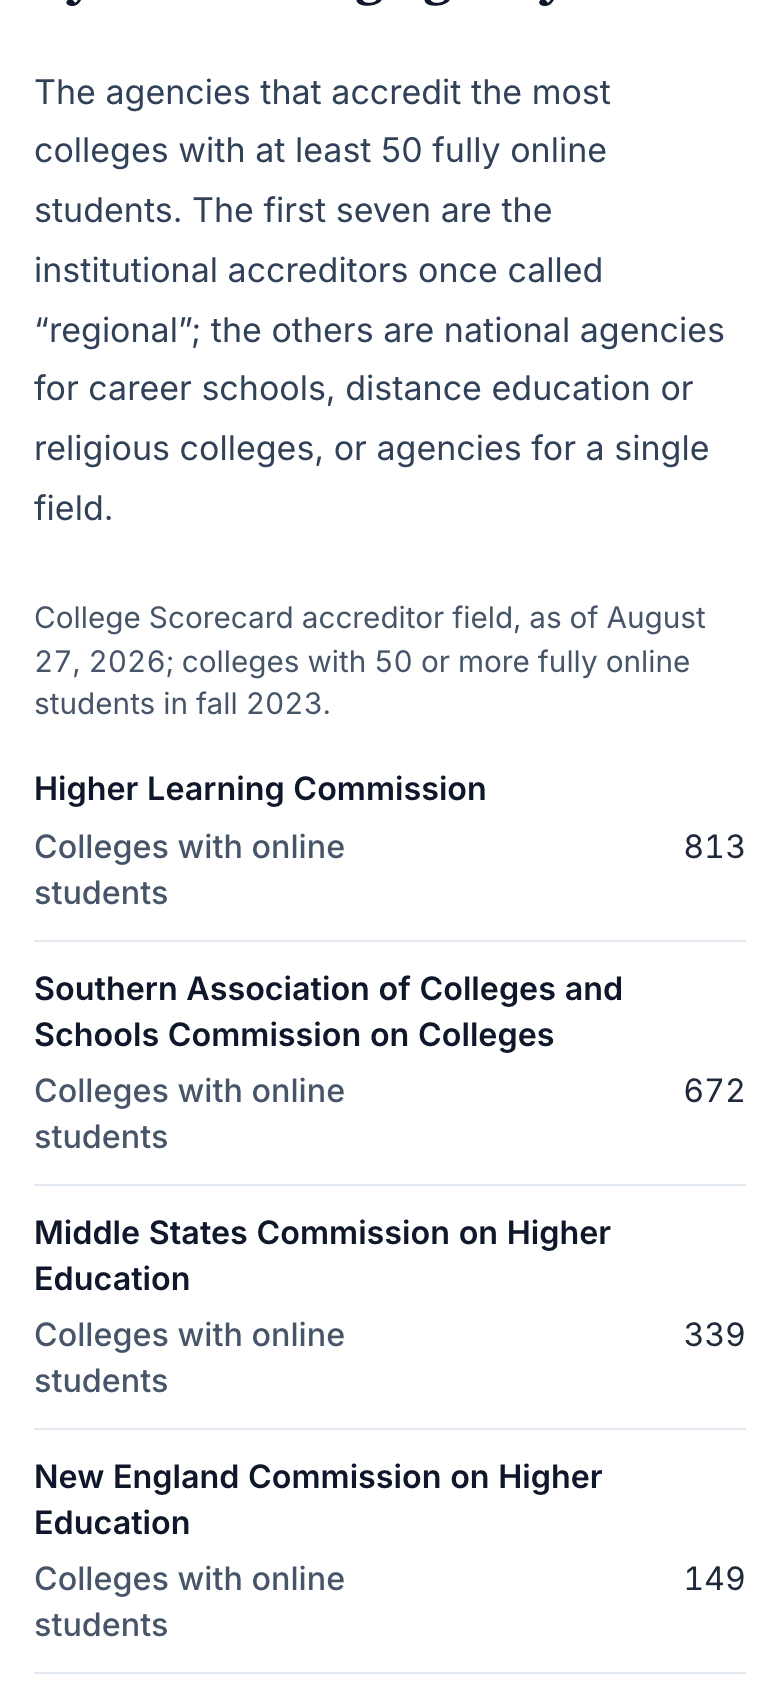 The agencies that accredit the most
colleges with at least 50 fully online
students. The first seven are the
institutional accreditors once called
“regional”; the others are national agencies
for career schools, distance education or
religious colleges, or agencies for a single
field.
College Scorecard accreditor field, as of August
27, 2026; colleges with 50 or more fully online
students in fall 2023.
Higher Learning Commission
Colleges with online 813
students
Southern Association of Colleges and
Schools Commission on Colleges
Colleges with online 672
students
Middle States Commission on Higher
Education
Colleges with online 339
students
New England Commission on Higher
Education
Colleges with online 149
students